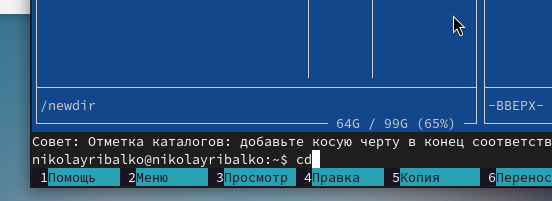 /newdir
64G / 99G (65%)
-ВВЕРХ-
Совет: Отметка каталогов: добавьте косую черту в конец соответств
nikolayribalko@nikolayribalko:~$ cd
1Помощь 2Меню 3Просмотр 4Правка 5Копия 6Перенос